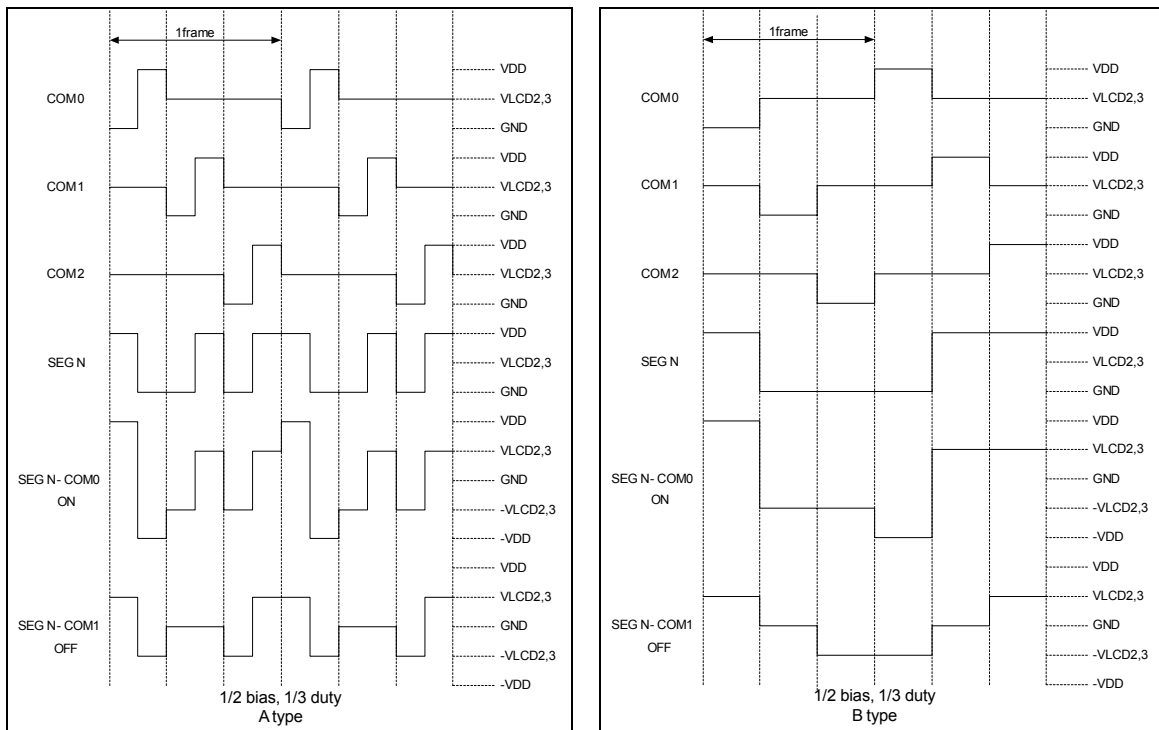 1frame
VDD
COM0
VLCD2,3
GND
VDD
COM1
VLCD2,3
GND
VDD
COM2
VLCD2,3
GND
VDD
SEG N
VLCD2,3
GND
VDD
VLCD2,3
SEG N- COM0
ON
GND
-VLCD2,3
-VDD
VDD
VLCD2,3
SEG N- COM1
OFF
GND
-VLCD2,3
-VDD
1/2 bias, 1/3 duty
A type
1frame
VDD
COM0
VLCD2,3
GND
VDD
COM1
VLCD2,3
GND
VDD
COM2
VLCD2,3
GND
VDD
SEG N
VLCD2,3
GND
VDD
VLCD2,3
SEG N- COM0
ON
GND
-VLCD2,3
-VDD
VDD
VLCD2,3
SEG N- COM1
OFF
GND
-VLCD2,3
-VDD
1/2 bias, 1/3 duty
B type